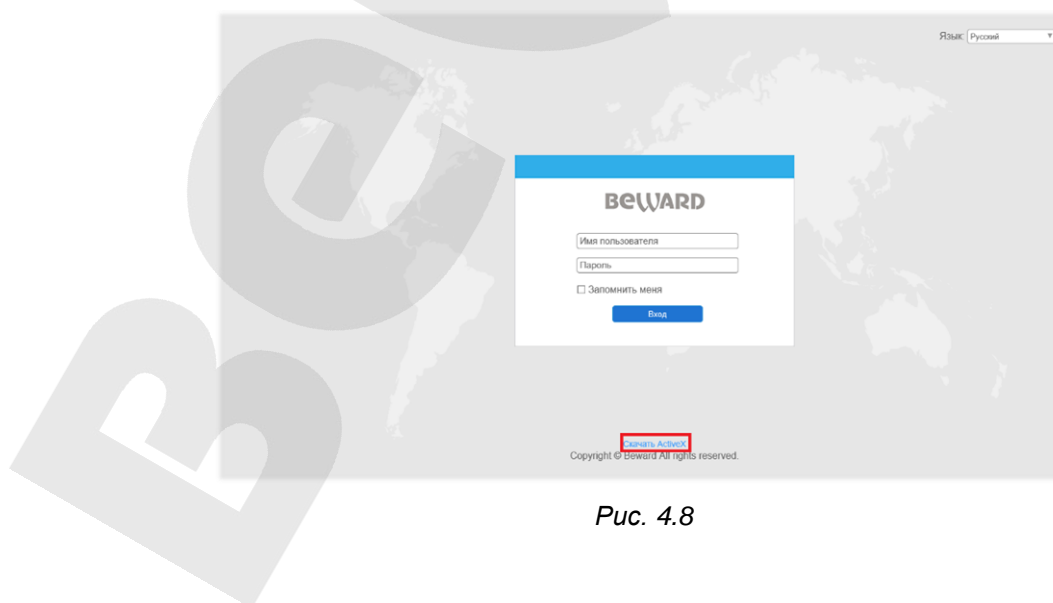 Язык: Русский
BEWARD
Имя пользователя
Пароль
Запомнить меня
Вход
Скачать ActiveX
Copyright © Beward All rights reserved.
Рис. 4.8
Be